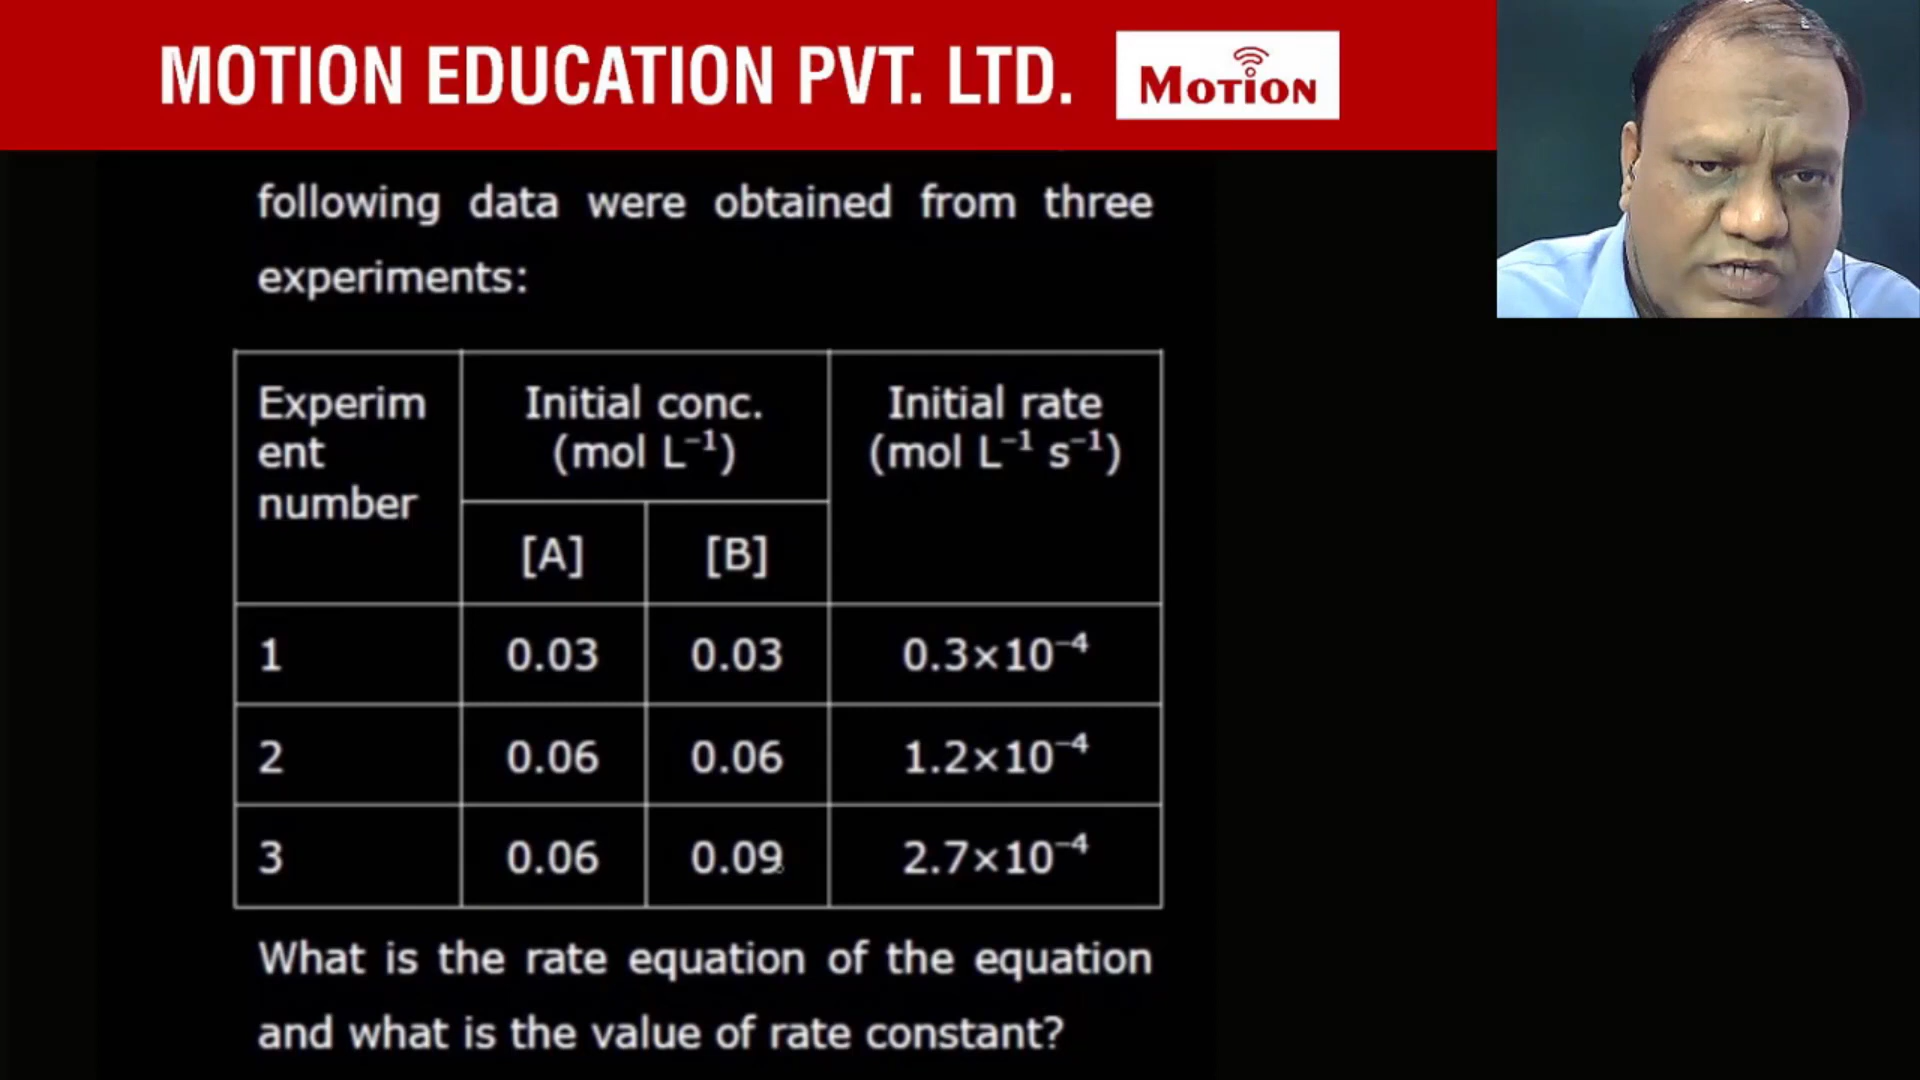 MOTION EDUCATION PVT. LTD.
MOTION
following data were obtained from three
experiments:
Experim
ent
number
Initial conc.
(mol L⁻¹)
Initial rate
(mol L⁻¹ s⁻¹)
[A] [B]
1 0.03 0.03 0.3×10⁻⁴
2 0.06 0.06 1.2×10⁻⁴
3 0.06 0.09 2.7×10⁻⁴
What is the rate equation of the equation
and what is the value of rate constant?